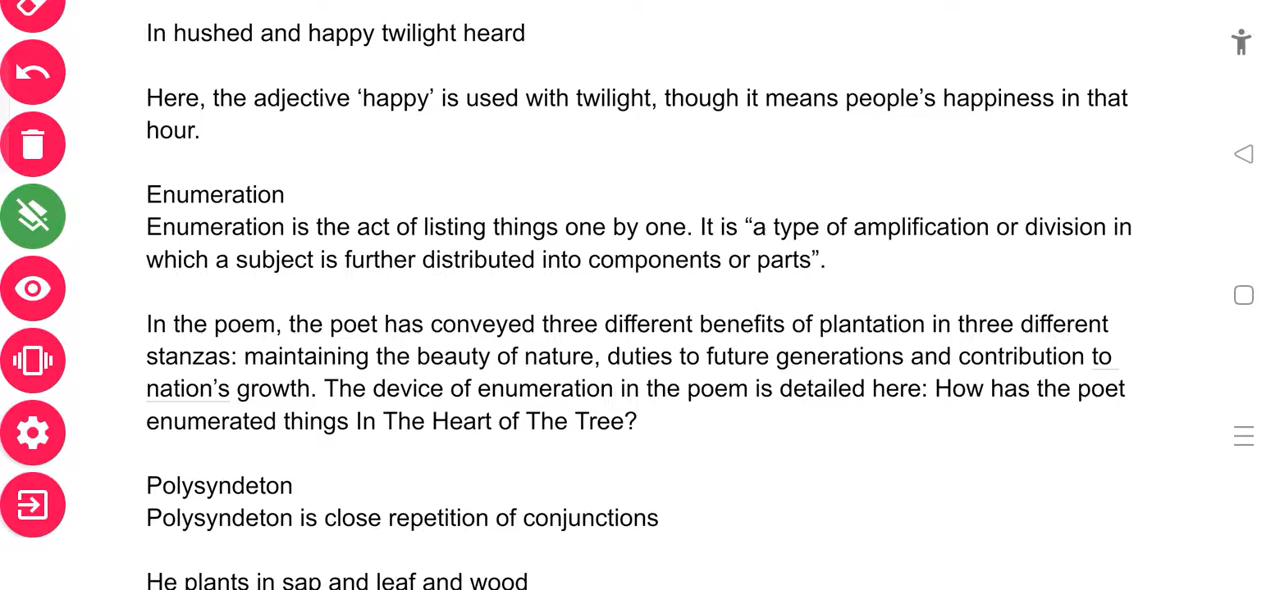 In hushed and happy twilight heard
Here, the adjective ‘happy’ is used with twilight, though it means people’s happiness in that
hour.
Enumeration
Enumeration is the act of listing things one by one. It is “a type of amplification or division in
which a subject is further distributed into components or parts”.
In the poem, the poet has conveyed three different benefits of plantation in three different
stanzas: maintaining the beauty of nature, duties to future generations and contribution to
nation’s growth. The device of enumeration in the poem is detailed here: How has the poet
enumerated things In The Heart of The Tree?
Polysyndeton
Polysyndeton is close repetition of conjunctions
He plants in sap and leaf and wood